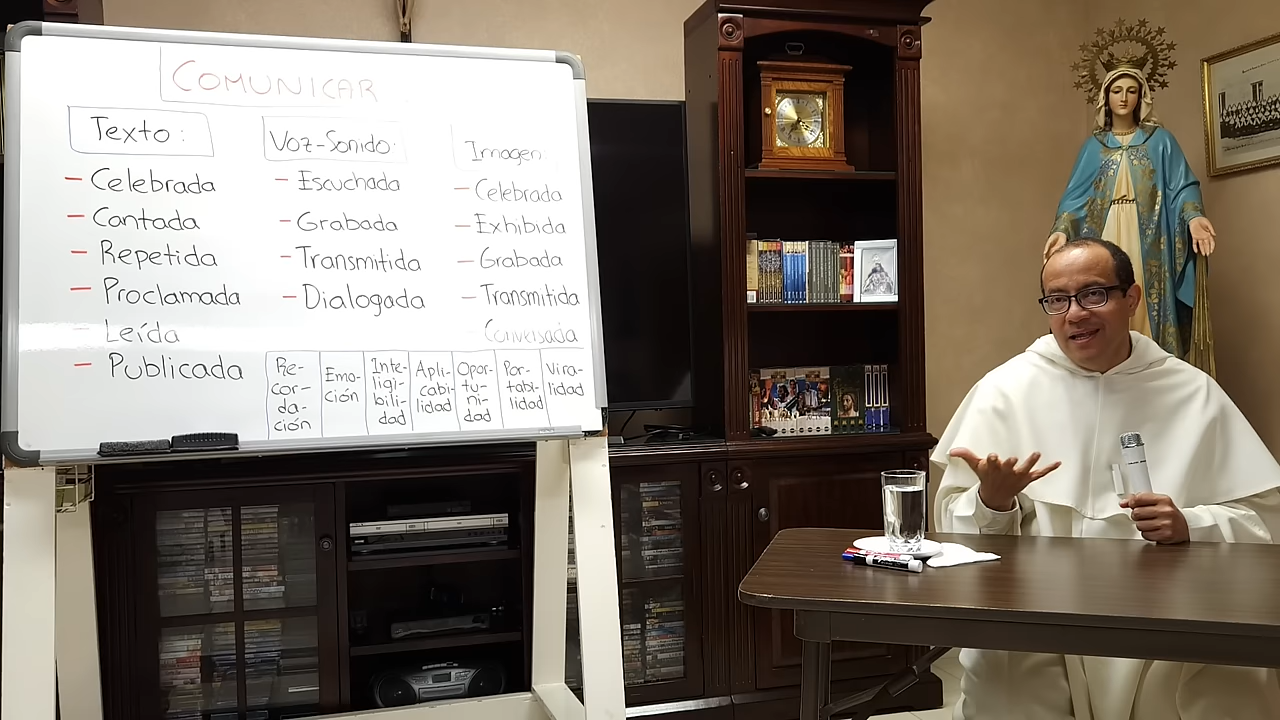 COMUNICAR
Texto:
- Celebrada
- Cantada
- Repetida
- Proclamada
- Leída
- Publicada
Voz-Sonido:
- Escuchada
- Grabada
- Transmitida
- Dialogada
Imagen:
- Celebrada
- Exhibida
- Grabada
- Transmitida
- Conversada
Re-
cor-
da-
ción
Emo-
ción
Inte-
ligi-
bili-
dad
Apli-
cabi-
lidad
Opor-
tu-
ni-
dad
Por-
tabi-
lidad
Vira-
lidad